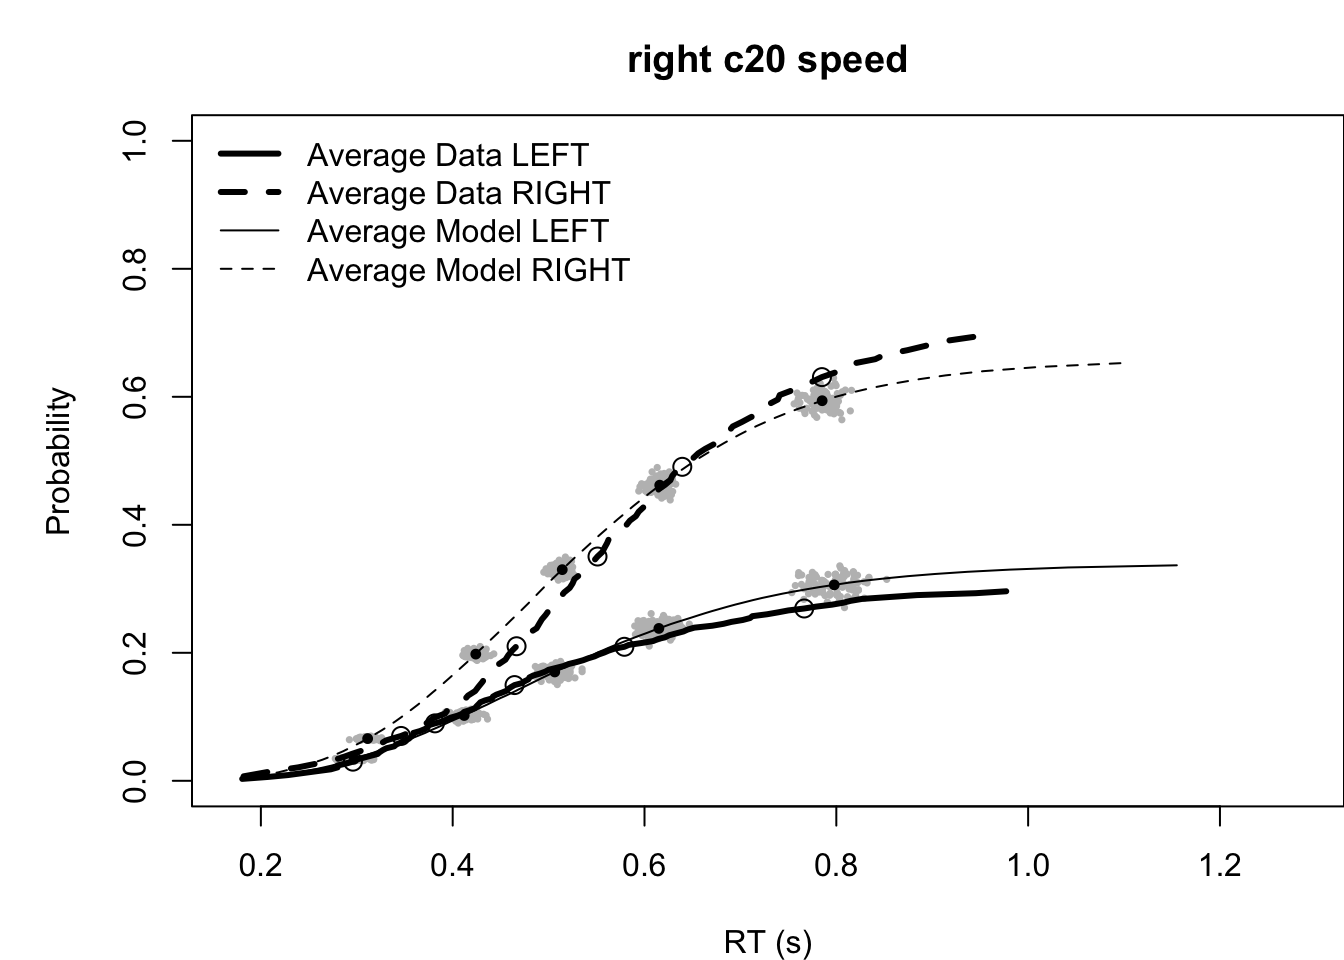 right c20 speed
Average Data LEFT
Average Data RIGHT
Average Model LEFT
Average Model RIGHT
Probability
1.0
0.8
0.6
0.4
0.2
0.0
0.2 0.4 0.6 0.8 1.0 1.2
RT (s)